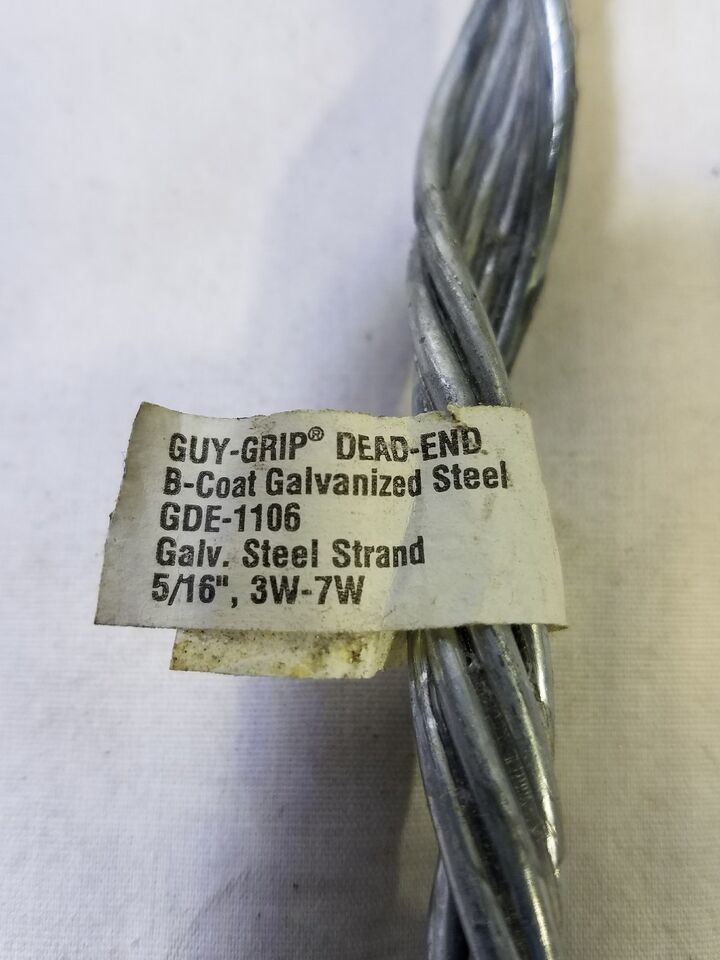 GUY-GRIP® DEAD-END
B-Coat Galvanized Steel
GDE-1106
Galv. Steel Strand
5/16", 3W-7W